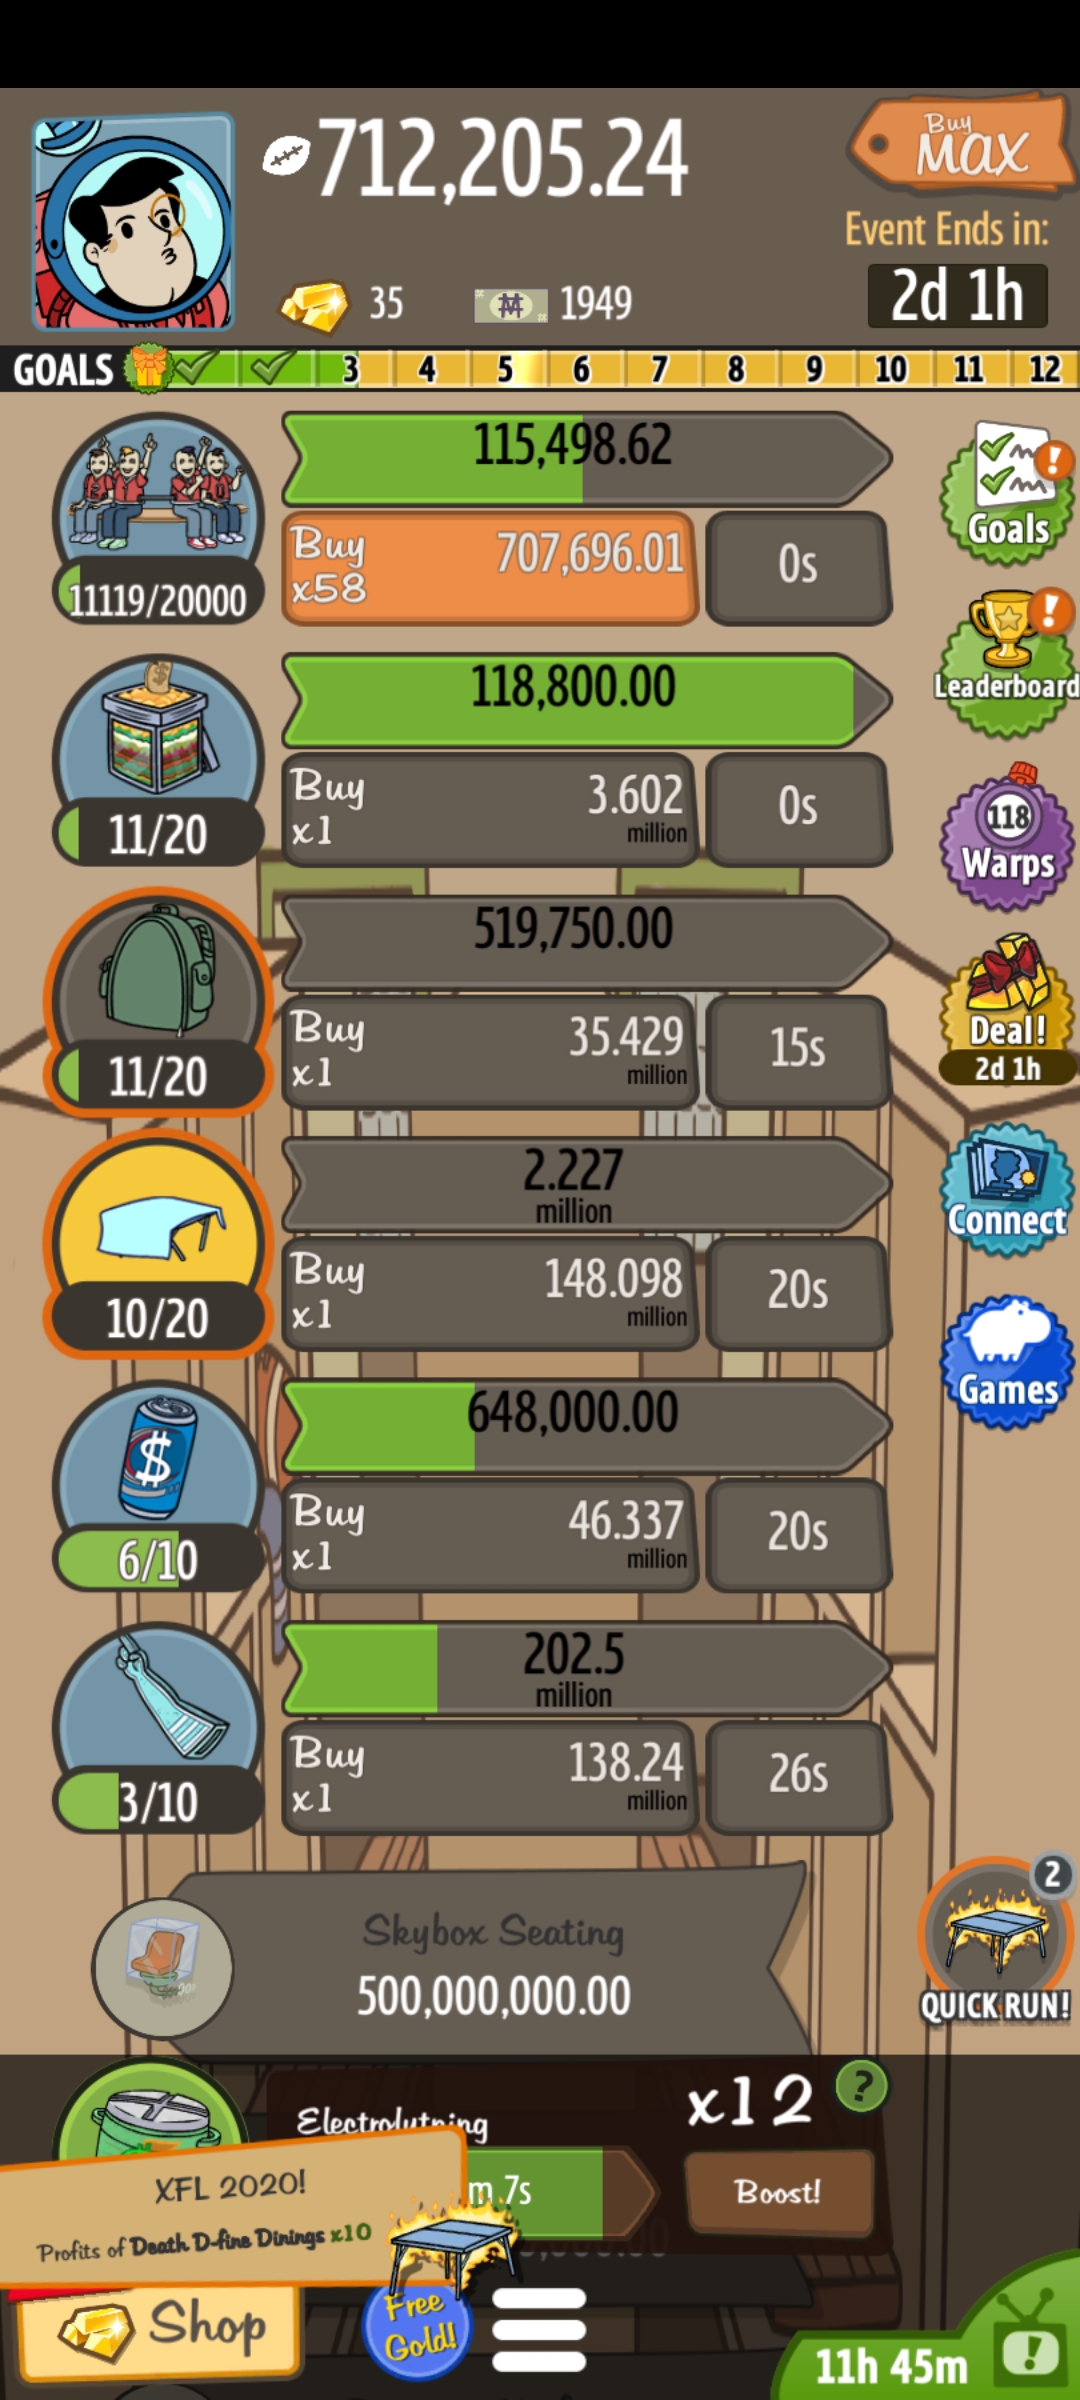 712,205.24
Buy
MAX
Event Ends in:
2d 1h
35
1949
GOALS 3 4 5 6 7 8 9 10 11 12
115,498.62
Buy
x58
707,696.01
0s
11119/20000
Goals
118,800.00
Buy
x1
3.602
million
0s
11/20
Leaderboard
519,750.00
Buy
x1
35.429
million
15s
11/20
118
Warps
Deal!
2d 1h
2.227
million
Buy
x1
148.098
million
20s
10/20
Connect
648,000.00
Buy
x1
46.337
million
20s
6/10
Games
202.5
million
Buy
x1
138.24
million
26s
3/10
Skybox Seating
500,000,000.00
2
QUICK RUN!
x12
?
m 7s
Boost!
XFL 2020!
Profits of Death D-fine Dinings x10
Shop
Free
Gold!
11h 45m